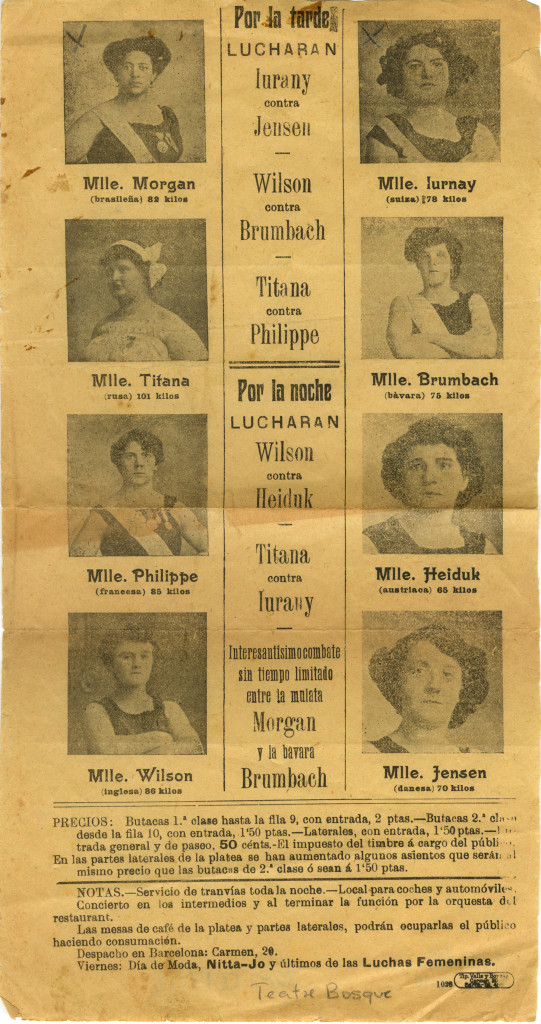 Por la tarde
LUCHARAN
Iurany
contra
Jensen
Wilson
contra
Brumbach
Titana
contra
Philippe
Por la noche
LUCHARAN
Wilson
contra
Heiduk
Titana
contra
Iurany
Interesantísimo combate
sin tiempo limitado
entre la mulata
Morgan
y la bavara
Brumbach
Mlle. Morgan
(brasileña) 82 kilos
Mlle. Iurnay
(suiza) 78 kilos
Mlle. Titana
(rusa) 101 kilos
Mlle. Brumbach
(bàvara) 75 kilos
Mlle. Philippe
(francesa) 85 kilos
Mlle. Heiduk
(austriaca) 65 kilos
Mlle. Wilson
(inglesa) 86 kilos
Mlle. Jensen
(danesa) 70 kilos
PRECIOS: Butacas 1.ª clase hasta la fila 9, con entrada, 2 ptas.—Butacas 2.ª
desde la fila 10, con entrada, 1'50 ptas.—Laterales, con entrada, 1'50 ptas.—
trada general y de paseo, 50 cénts.-El impuesto del timbre á cargo del público.
En las partes laterales de la platea se han aumentado algunos asientos que serán al
mismo precio que las butacas de 2.ª clase ó sean á 1'50 ptas.
NOTAS.—Servicio de tranvías toda la noche.—Local para coches y automóviles.
Concierto en los intermedios y al terminar la función por la orquesta del
restaurant.
Las mesas de café de la platea y partes laterales, podrán ocuparlas el público
haciendo consumación.
Despacho en Barcelona: Carmen, 20.
Viernes: Día de Moda, Nitta-Jo y últimos de las Luchas Femeninas.
Tip. Valls y
Teatre Bosque